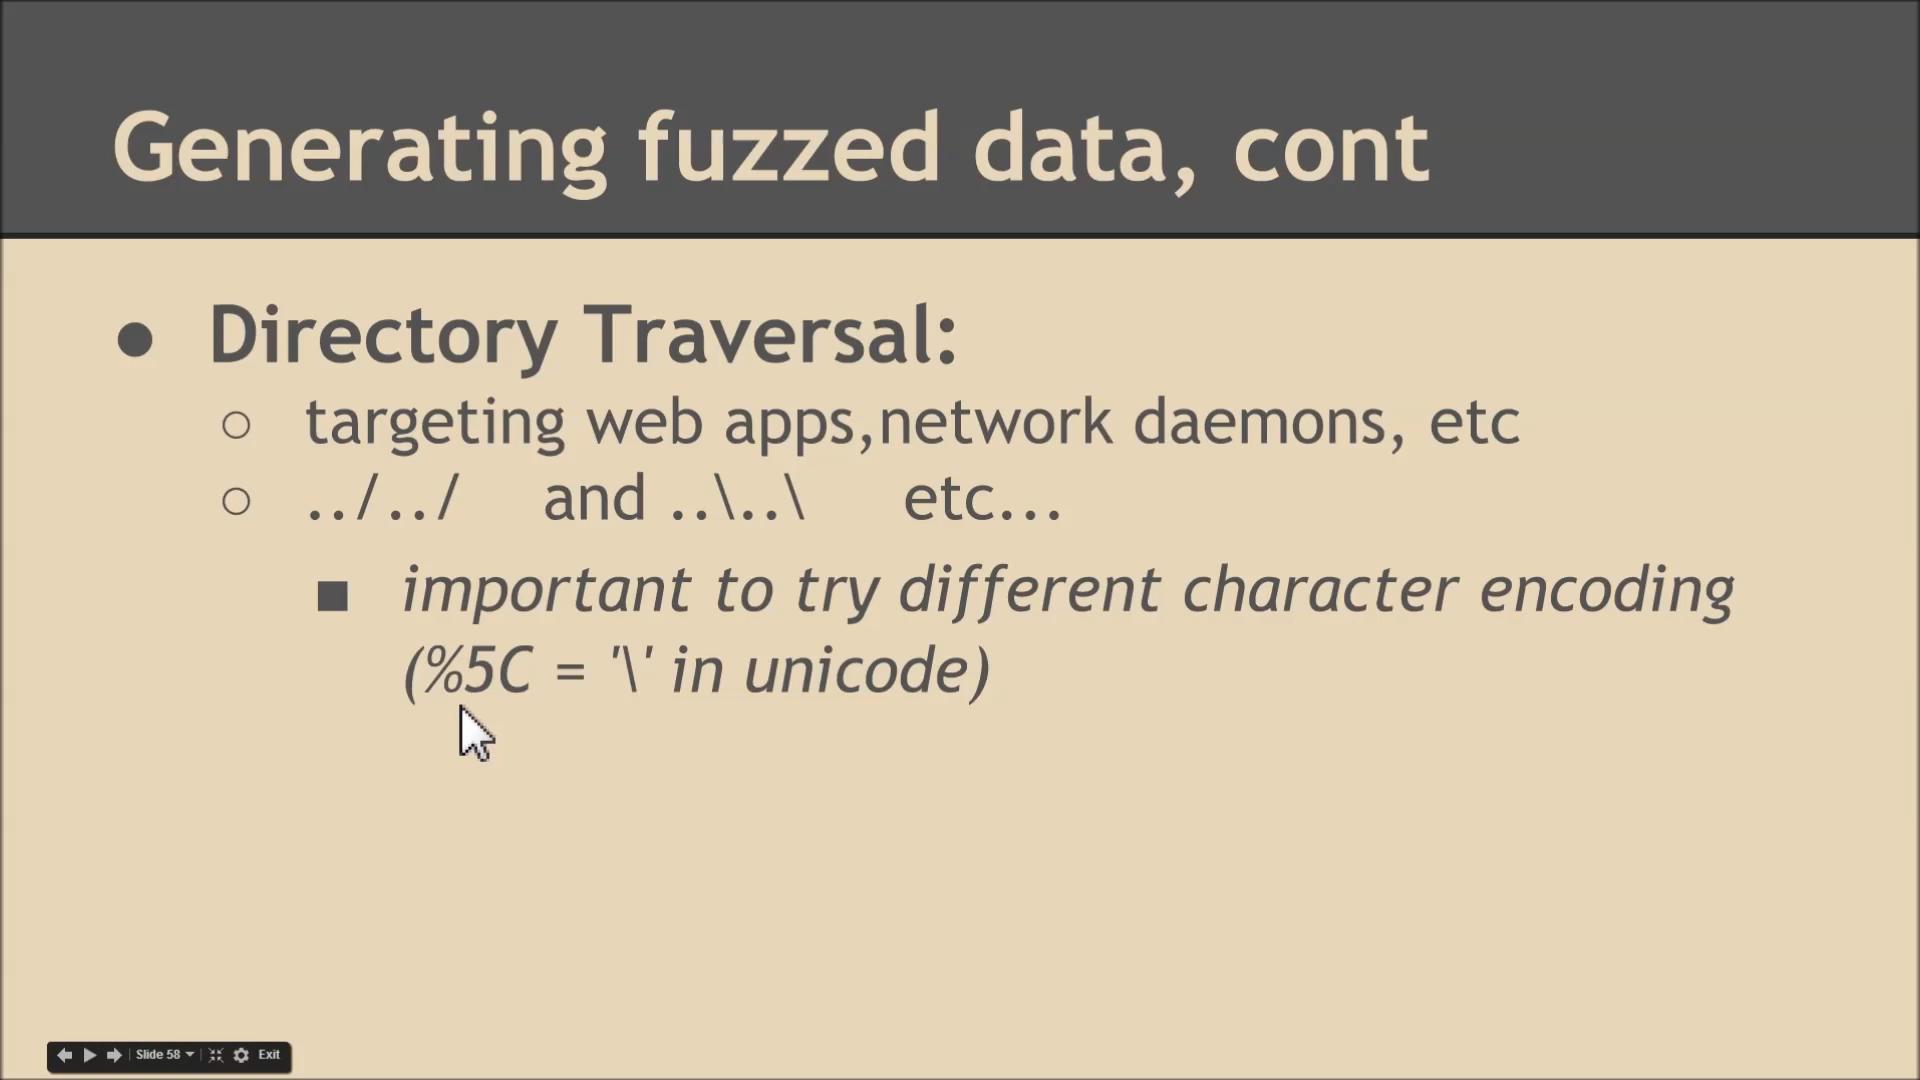 Generating fuzzed data, cont
● Directory Traversal:
○ targeting web apps,network daemons, etc
○ ../../ and ..\..\ etc...
■ important to try different character encoding
(%5C = '\' in unicode)
Slide 58 Exit